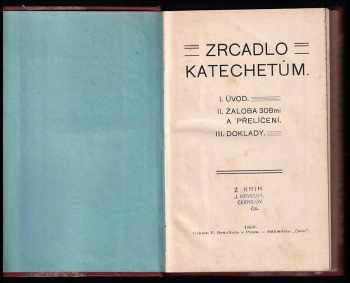 ZRCADLO
KATECHETŮM.
I. ÚVOD.
II. ŽALOBA 308mi
A PŘELÍČENÍ.
III. DOKLADY.
Z KNIH